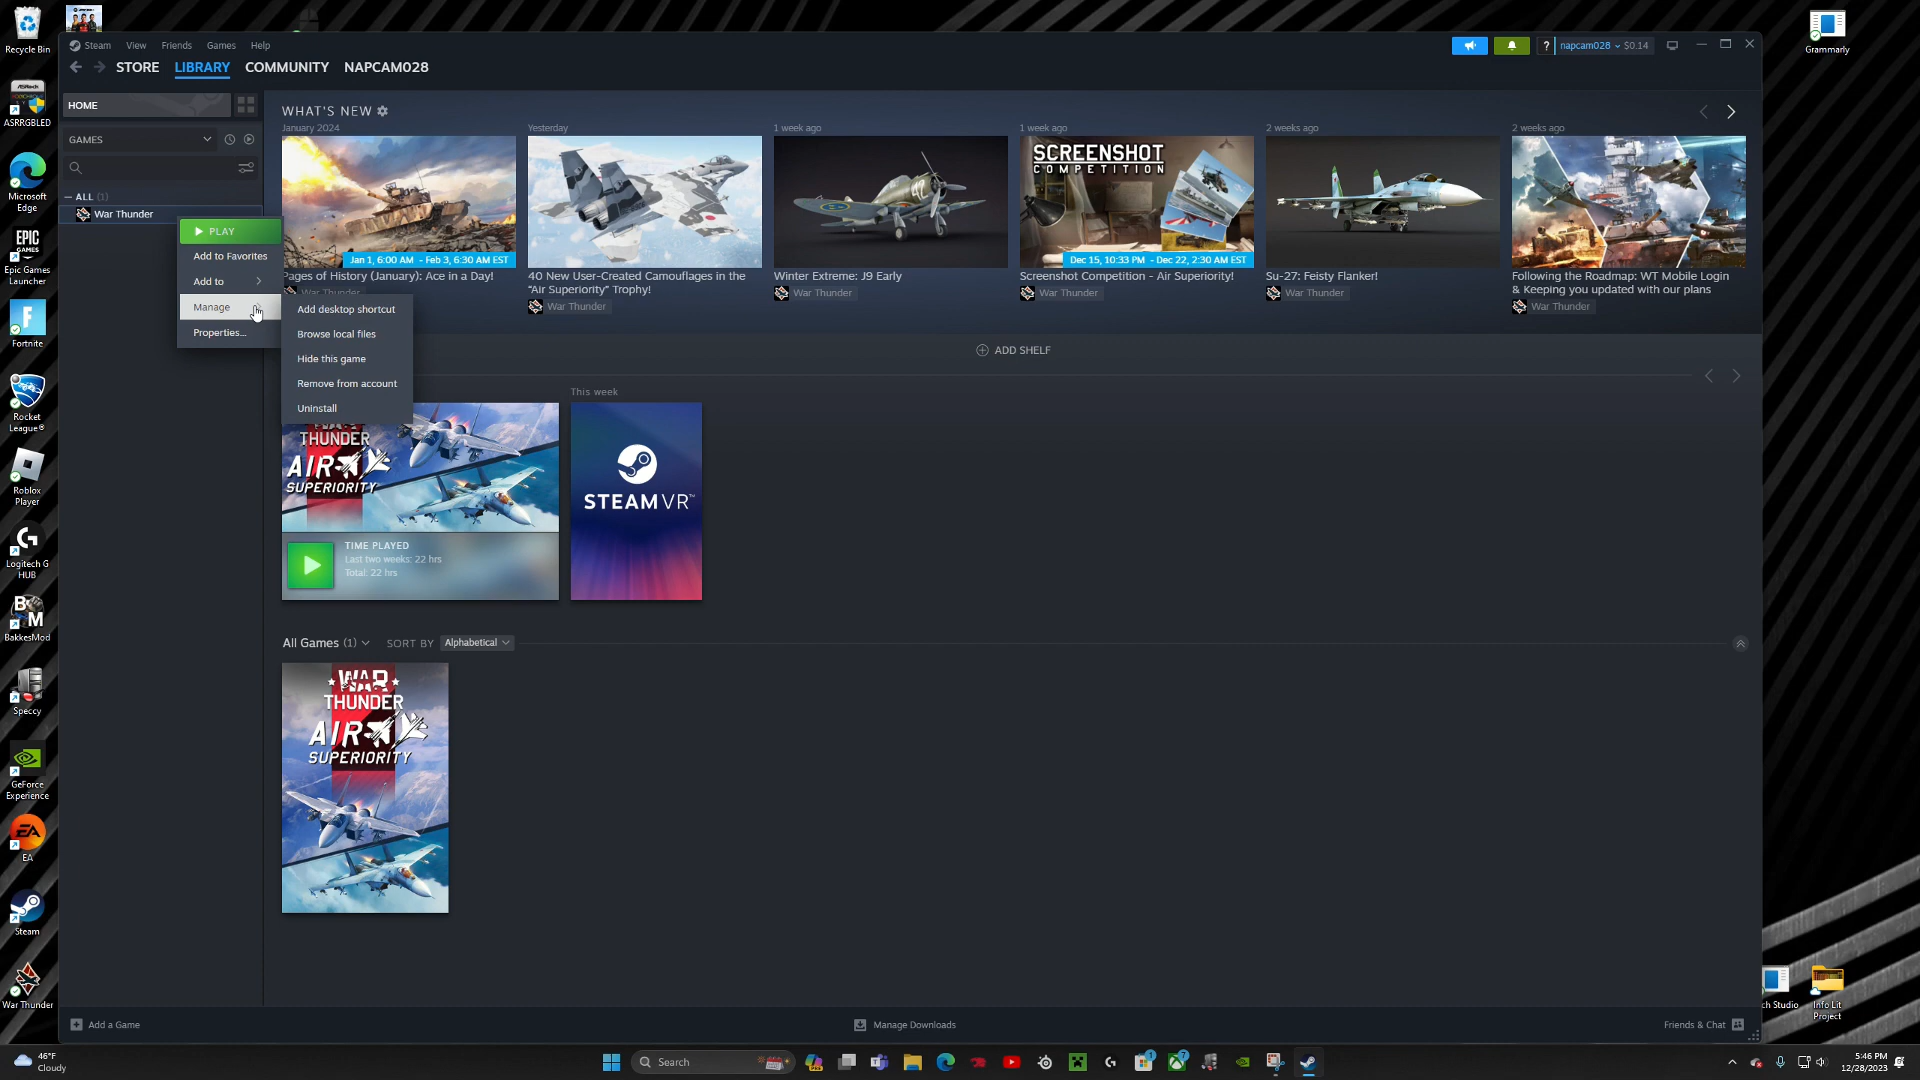 Recycle Bin
ASRRGBLED
Microsoft
Edge
EPIC
GAMES
Epic Games
Launcher
Fortnite
Rocket
League®
Roblox
Player
Logitech G
HUB
BakkesMod
Speccy
GeForce
Experience
EA
EA
Steam
War Thunder
Grammarly
Info Lit
Project
ch Studio
Steam View Friends Games Help
? napcam028 $0.14
STORE LIBRARY COMMUNITY NAPCAM028
HOME
GAMES
ALL (1)
War Thunder
PLAY
Add to Favorites
Add to
Manage
Properties...
Add desktop shortcut
Browse local files
Hide this game
Remove from account
Uninstall
WHAT'S NEW
January 2024
Jan 1, 6:00 AM - Feb 3, 6:30 AM EST
Pages of History (January): Ace in a Day!
War Thunder
Yesterday
40 New User-Created Camouflages in the
"Air Superiority" Trophy!
War Thunder
1 week ago
Winter Extreme: J9 Early
War Thunder
1 week ago
SCREENSHOT
COMPETITION
Dec 15, 10:33 PM - Dec 22, 2:30 AM EST
Screenshot Competition - Air Superiority!
War Thunder
2 weeks ago
Su-27: Feisty Flanker!
War Thunder
2 weeks ago
Following the Roadmap: WT Mobile Login
& Keeping you updated with our plans
War Thunder
ADD SHELF
This week
THUNDER
AIR
SUPERIORITY
TIME PLAYED
Last two weeks: 22 hrs
Total: 22 hrs
STEAMVR™
All Games (1) SORT BY Alphabetical
WAR
THUNDER
AIR
SUPERIORITY
Add a Game
Manage Downloads
Friends & Chat
46°F
Cloudy
Search
1
7
5:46 PM
12/28/2023